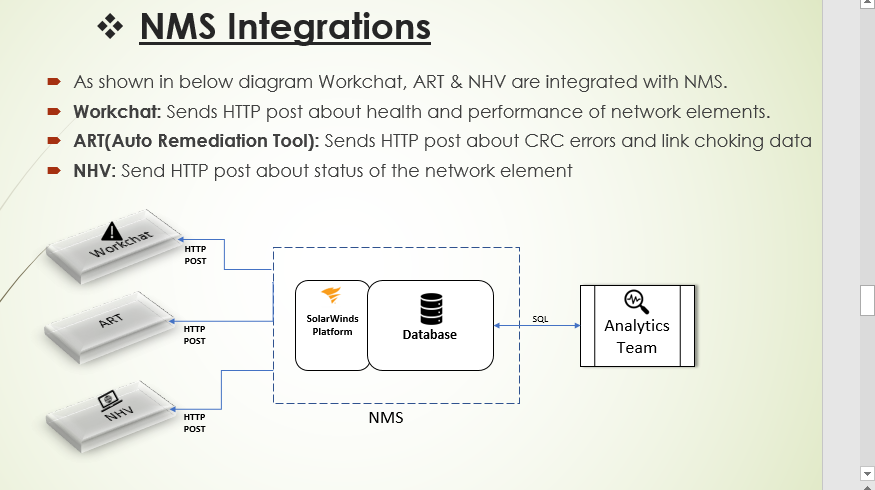 ❖ NMS Integrations
As shown in below diagram Workchat, ART & NHV are integrated with NMS.
Workchat: Sends HTTP post about health and performance of network elements.
ART(Auto Remediation Tool): Sends HTTP post about CRC errors and link choking data
NHV: Send HTTP post about status of the network element
Workchat
HTTP
POST
ART
HTTP
POST
NHV
HTTP
POST
SolarWinds
Platform
Database
NMS
SQL
Analytics
Team